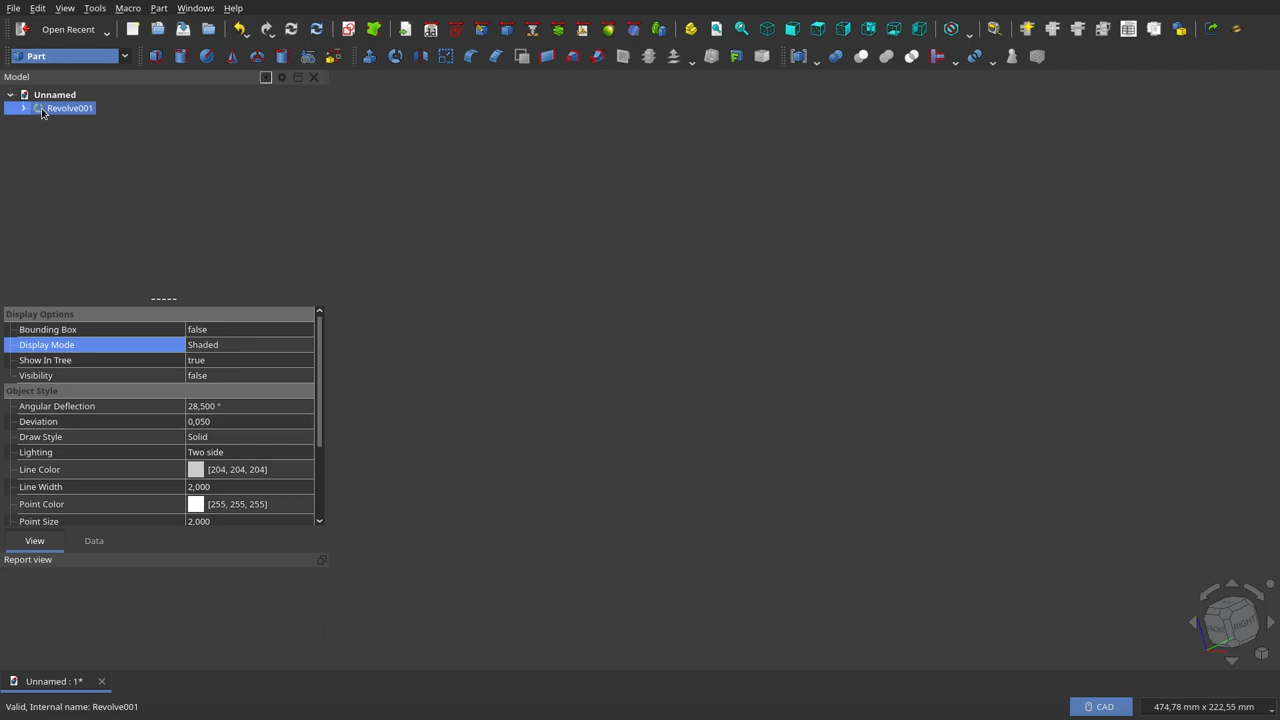 File Edit View Tools Macro Part Windows Help
Open Recent
Part
Model
Unnamed
Revolve001
Display Options
Bounding Box false
Display Mode Shaded
Show In Tree true
Visibility false
Object Style
Angular Deflection 28,500 °
Deviation 0,050
Draw Style Solid
Lighting Two side
Line Color [204, 204, 204]
Line Width 2,000
Point Color [255, 255, 255]
Point Size 2,000
View Data
Report view
RIGHT
Unnamed : 1*
Valid, Internal name: Revolve001 CAD 474,78 mm x 222,55 mm